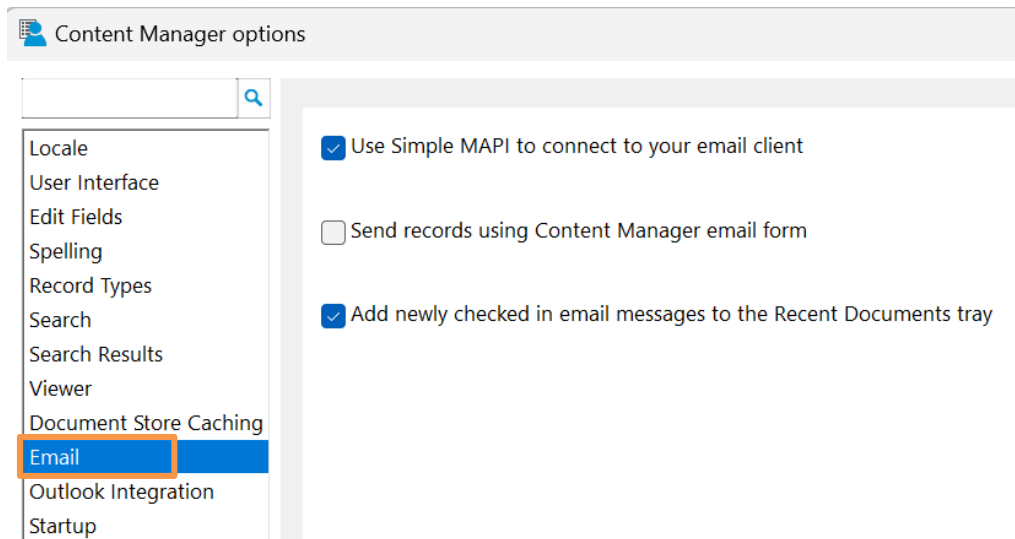 Content Manager options
Locale
User Interface
Edit Fields
Spelling
Record Types
Search
Search Results
Viewer
Document Store Caching
Email
Outlook Integration
Startup
Use Simple MAPI to connect to your email client
Send records using Content Manager email form
Add newly checked in email messages to the Recent Documents tray